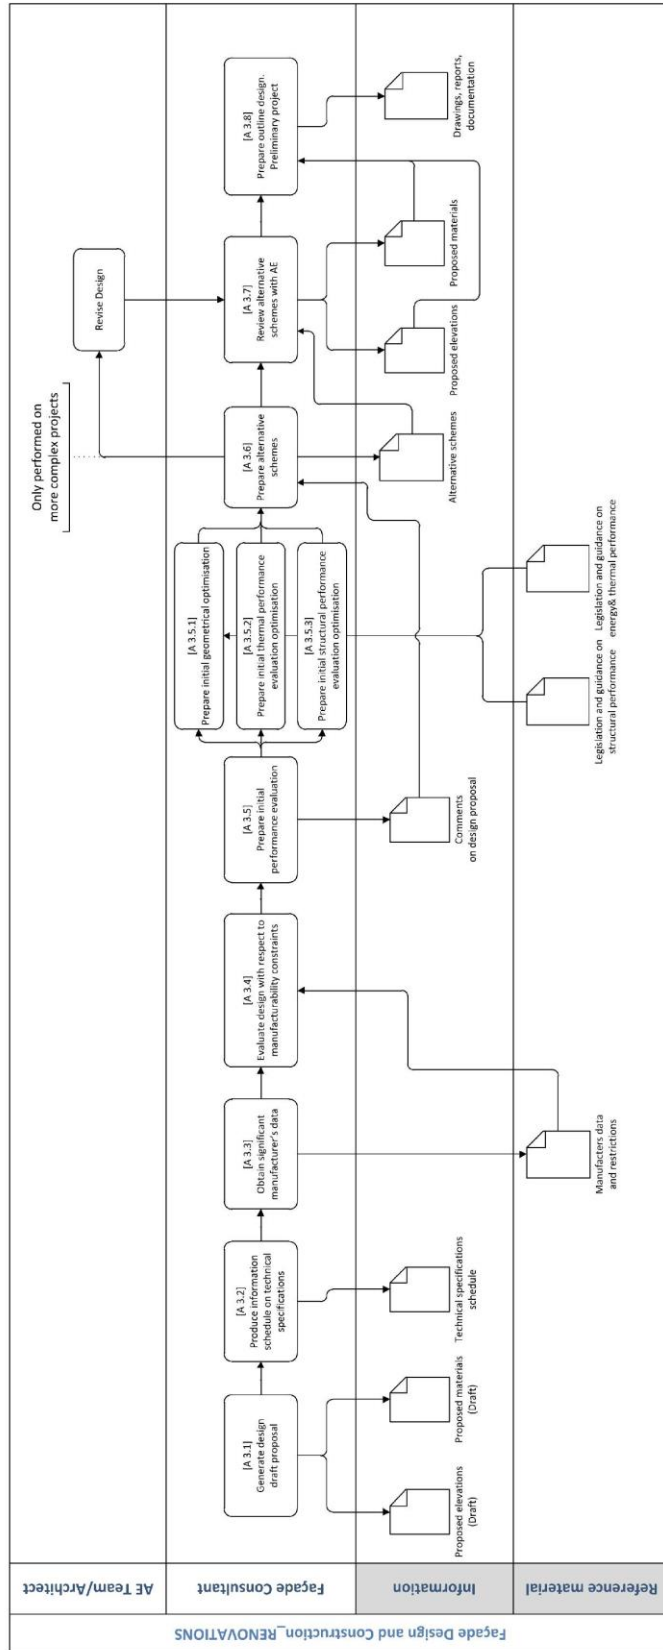 Façade Design and Construction_RENOVATIONS
AE Team/Architect
Only performed on
more complex projects
Revise Design
Façade Consultant
[A 3.1]
Generate design
draft proposal
[A 3.2]
Produce information
schedule on technical
specifications
[A 3.3]
Obtain significant
manufacturer's data
[A 3.4]
Evaluate design with respect to
manufacturability constraints
[A 3.5]
Prepare initial
performance evaluation
[A 3.5.1]
Prepare initial geometrical optimisation
[A 3.5.2]
Prepare initial thermal performance
evaluation optimisation
[A 3.5.3]
Prepare initial structural performance
evaluation optimisation
[A 3.6]
Prepare alternative
schemes
[A 3.7]
Review alternative
schemes with AE
[A 3.8]
Prepare outline design.
Preliminary project
Information
Proposed elevations
(Draft)
Proposed materials
(Draft)
Technical specifications
schedule
Comments
on design proposal
Alternative schemes
Proposed elevations
Proposed materials
Drawings, reports,
documentation
Reference material
Manufacters data
and restrictions
Legislation and guidance on
structural performance
Legislation and guidance on
energy& thermal performance